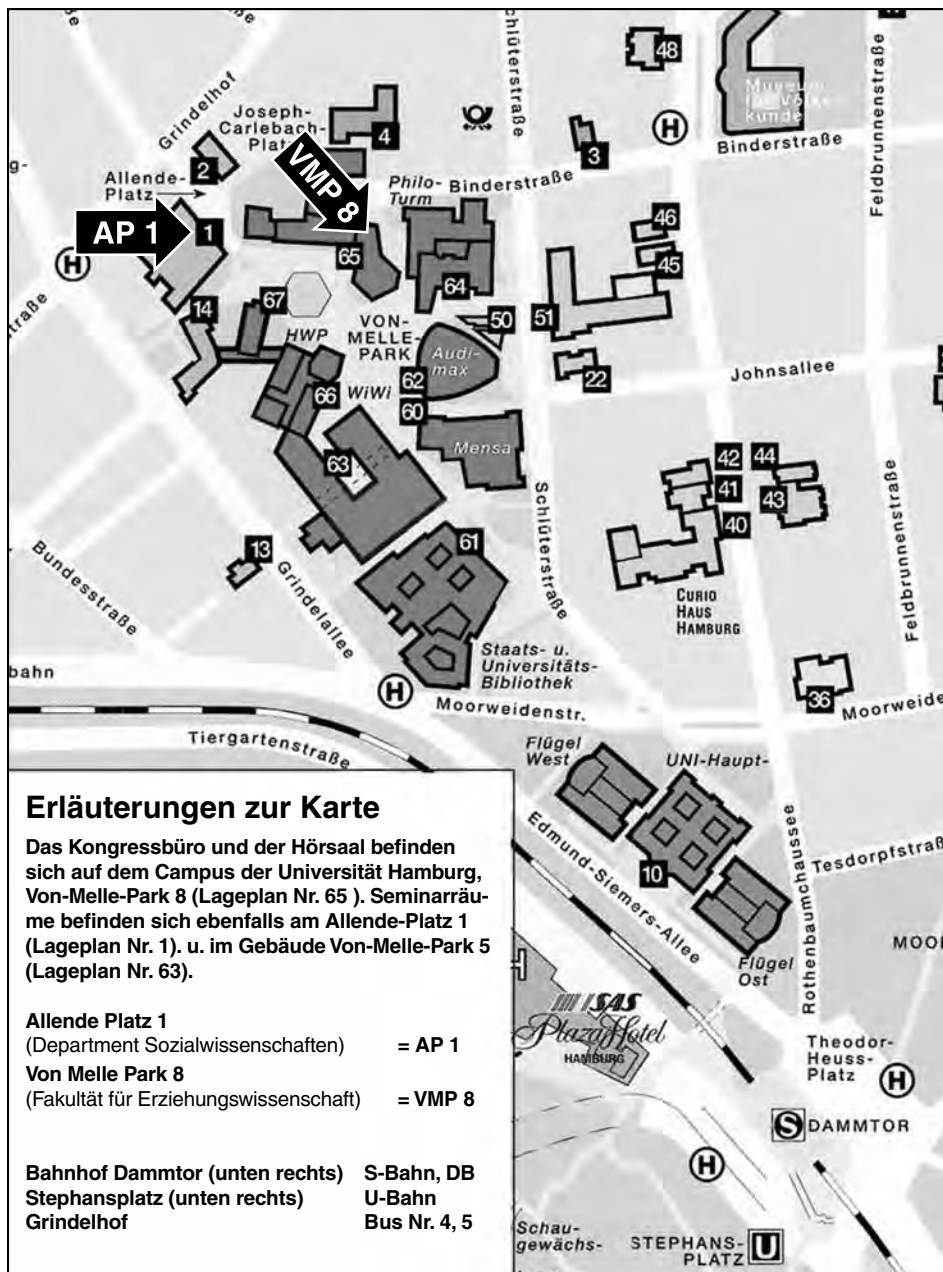 Grindelhof
Joseph-
Carlebach-
Platz
4
Schlüterstraße
48
Museum
für Völker-
kunde
Feldbrunnenstraße
H
3
Binderstraße
2
Allende-
Platz
VMP 8
Philo-
Turm
Binderstraße
AP 1
1
H
65
64
46
45
14
67
HWP
VON-
MELLE-
PARK
50
51
Audi-
max
22
Johnsallee
62
66
WiWi
60
Mensa
63
42
44
41
43
40
Schlüterstraße
CURIO
HAUS
HAMBURG
Feldbrunnenstraße
13
61
Bundesstraße
Grindelallee
Staats- u.
Universitäts-
Bibliothek
36
bahn
H
Moorweidenstr.
Moorweide
Tiergartenstraße
Flügel
West
UNI-Haupt-
10
Edmund-Siemers-Allee
Flügel
Ost
Rothenbaumchaussee
Tesdorpfstraß
MOO
SAS
Plaza Hotel
HAMBURG
Theodor-
Heuss-
Platz
H
S DAMMTOR
H
Schau-
gewächs-
STEPHANS-
PLATZ
U
Erläuterungen zur Karte
Das Kongressbüro und der Hörsaal befinden
sich auf dem Campus der Universität Hamburg,
Von-Melle-Park 8 (Lageplan Nr. 65 ). Seminarräu-
me befinden sich ebenfalls am Allende-Platz 1
(Lageplan Nr. 1). u. im Gebäude Von-Melle-Park 5
(Lageplan Nr. 63).
Allende Platz 1
(Department Sozialwissenschaften) = AP 1
Von Melle Park 8
(Fakultät für Erziehungswissenschaft) = VMP 8
Bahnhof Dammtor (unten rechts) S-Bahn, DB
Stephansplatz (unten rechts) U-Bahn
Grindelhof Bus Nr. 4, 5